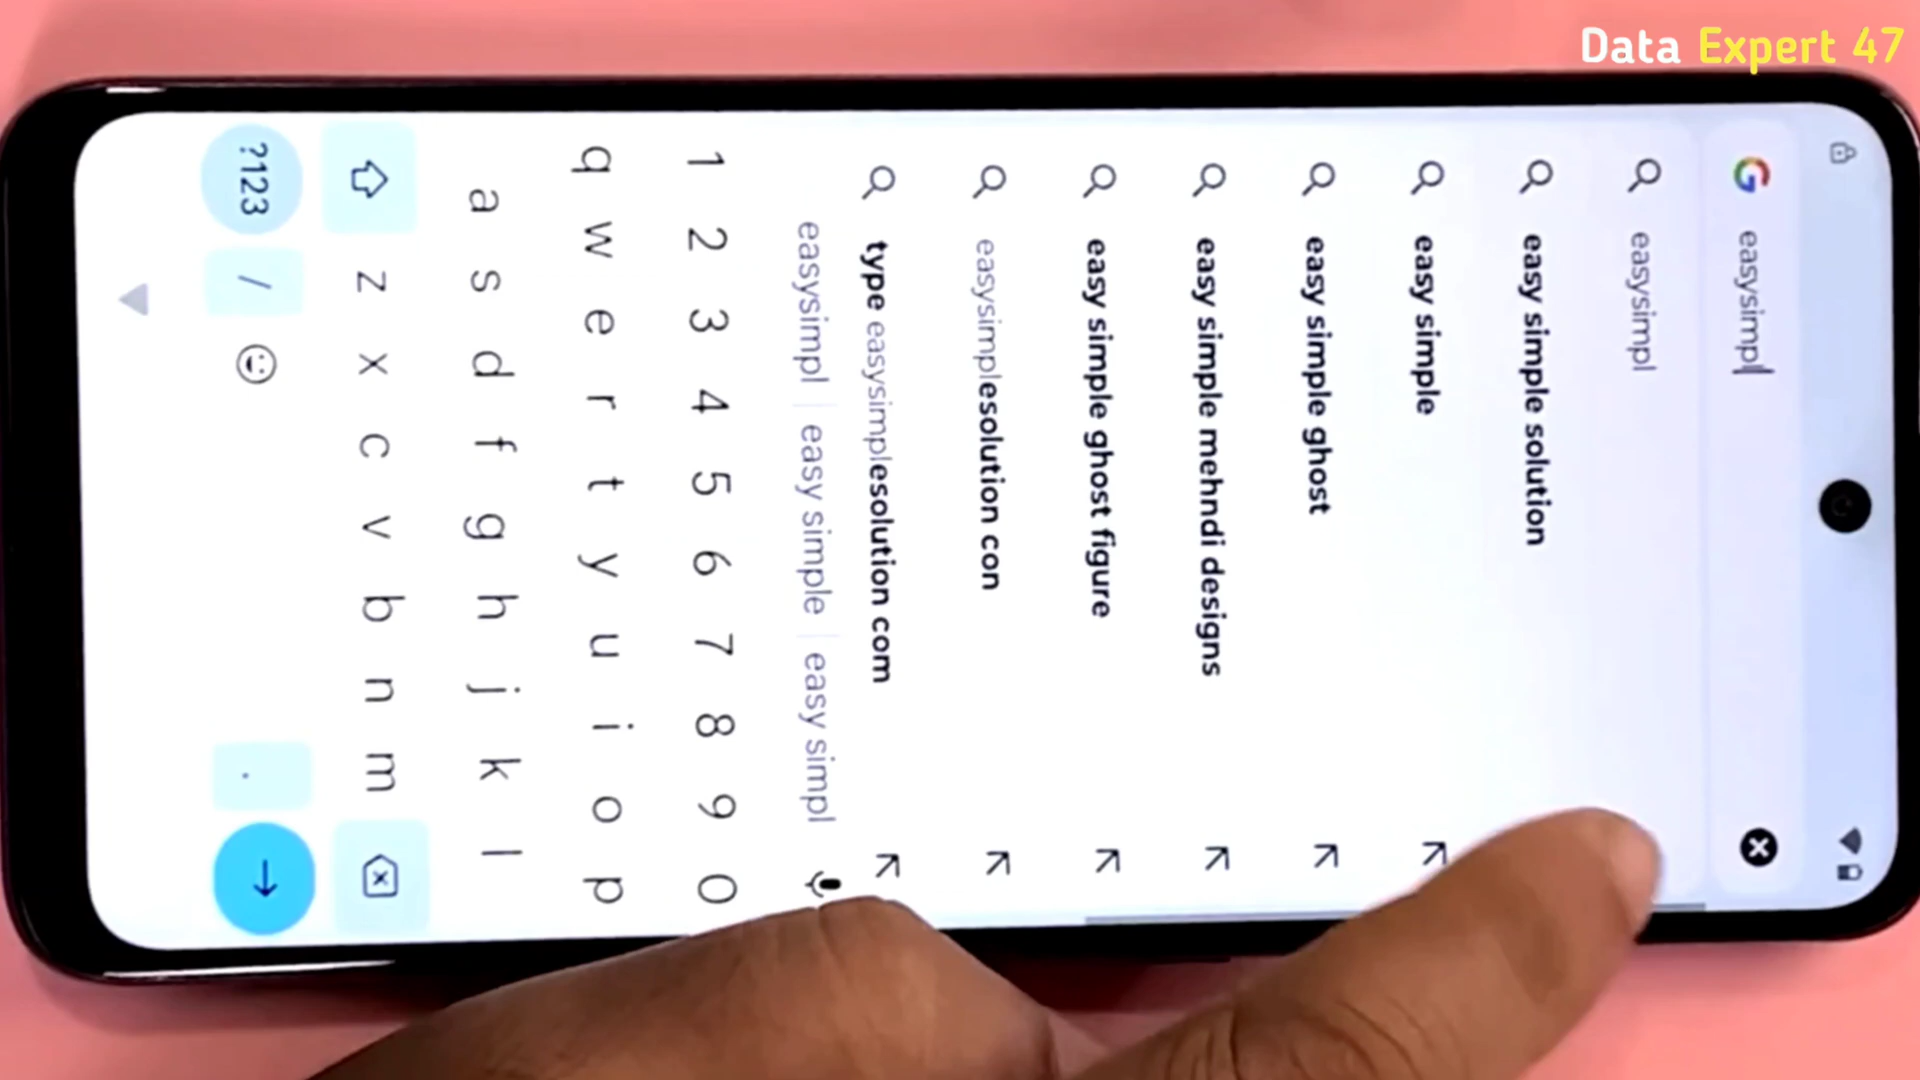 Data Expert 47
easysimpl
easysimpl
easy simple solution
easy simple
easy simple ghost
easy simple mehndi designs
easy simple ghost figure
easysimplesolution con
type easysimplesolution com
easysimpl easy simple easy simpl
1 2 3 4 5 6 7 8 9 0
q w e r t y u i o p
a s d f g h j k l
z x c v b n m
?123 / .